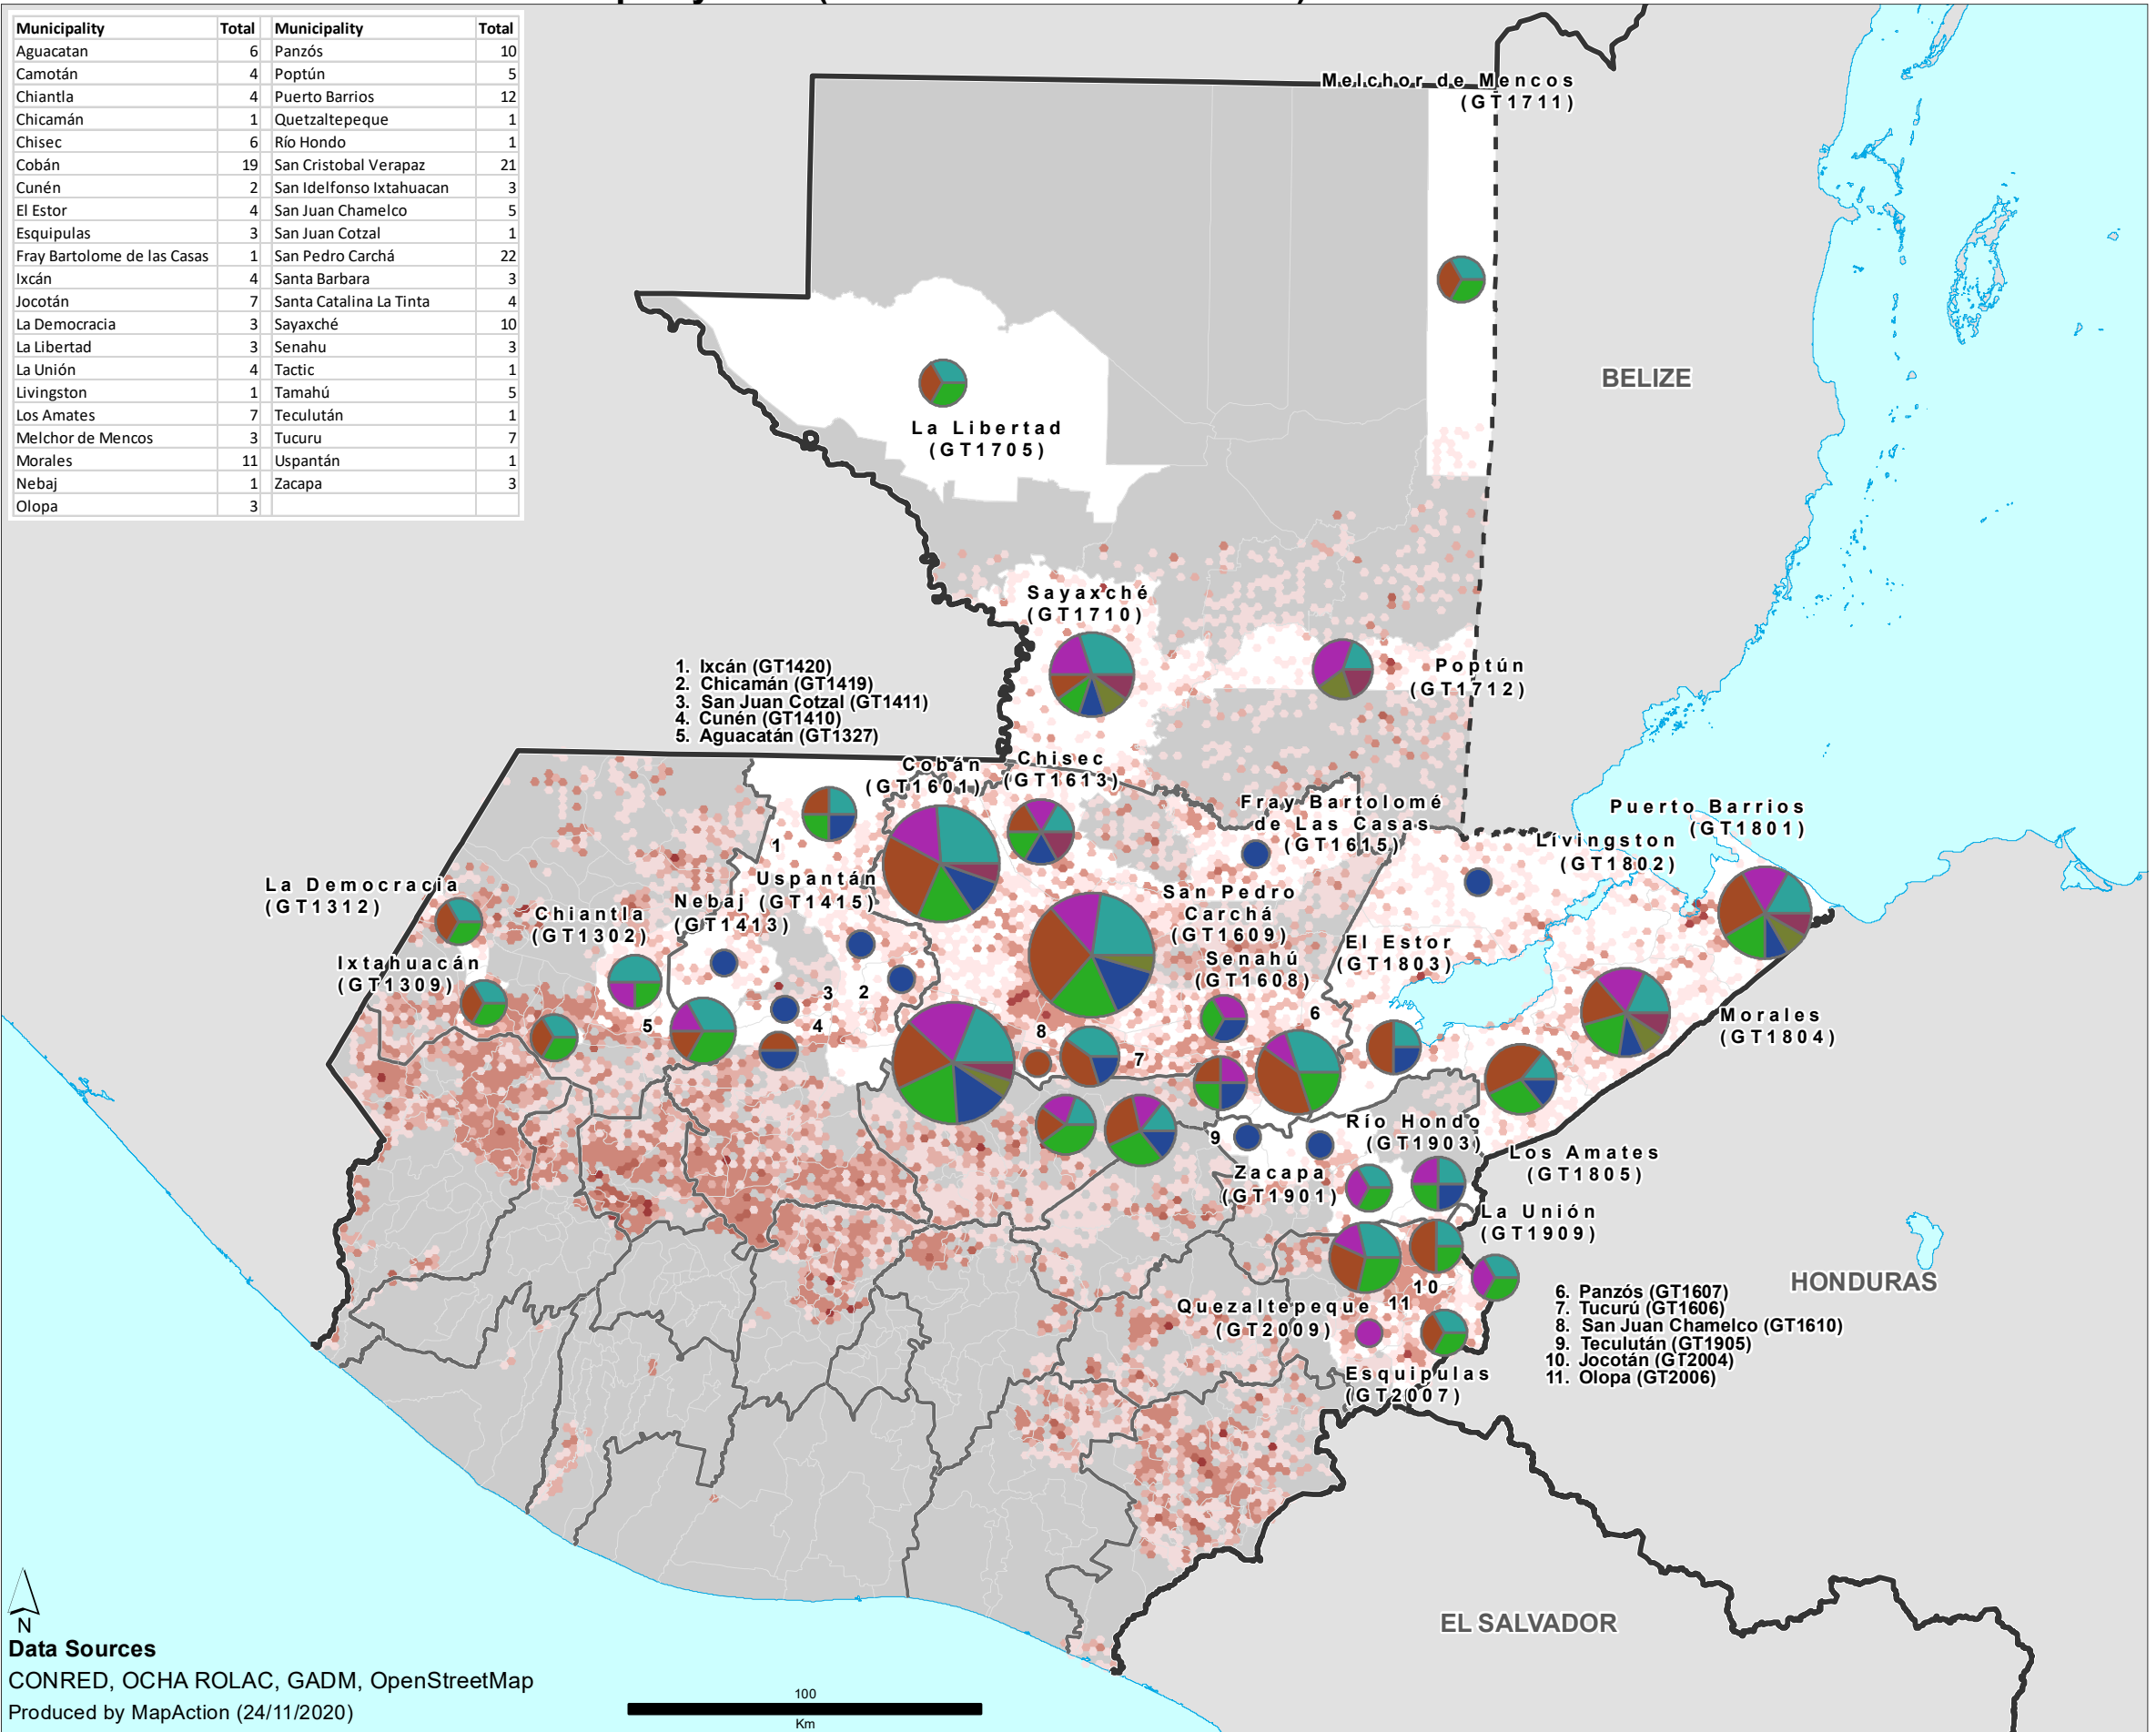 Municipality Total Municipality Total
Aguacatan 6 Panzós 10
Camotán 4 Poptún 5
Chiantla 4 Puerto Barrios 12
Chicamán 1 Quetzaltepeque 1
Chisec 6 Río Hondo 1
Cobán 19 San Cristobal Verapaz 21
Cunén 2 San Idelfonso Ixtahuacan 3
El Estor 4 San Juan Chamelco 5
Esquipulas 3 San Juan Cotzal 1
Fray Bartolome de las Casas 1 San Pedro Carchá 22
Ixcán 4 Santa Barbara 3
Jocotán 7 Santa Catalina La Tinta 4
La Democracia 3 Sayaxché 10
La Libertad 3 Senahu 3
La Unión 4 Tactic 1
Livingston 1 Tamahú 5
Los Amates 7 Teculután 1
Melchor de Mencos 3 Tucuru 7
Morales 11 Uspantán 1
Nebaj 1 Zacapa 3
Olopa 3
Melchor de Mencos
(GT1711)
BELIZE
La Libertad
(GT1705)
Sayaxché
(GT1710)
Poptún
(GT1712)
1. Ixcán (GT1420)
2. Chicamán (GT1419)
3. San Juan Cotzal (GT1411)
4. Cunén (GT1410)
5. Aguacatán (GT1327)
Cobán
(GT1601)
Chisec
(GT1613)
Fray Bartolomé
de Las Casas
(GT1615)
Puerto Barrios
(GT1801)
Livingston
(GT1802)
1
Uspantán
(GT1415)
Nebaj
(GT1413)
La Democracia
(GT1312)
Chiantla
(GT1302)
San Pedro
Carchá
(GT1609)
Senahú
(GT1608)
El Estor
(GT1803)
Ixtahuacán
(GT1309)
3
2
5
4
8
7
6
Morales
(GT1804)
9
Río Hondo
(GT1903)
Zacapa
(GT1901)
Los Amates
(GT1805)
La Unión
(GT1909)
10
11
Quezaltepeque
(GT2009)
Esquipulas
(GT2007)
HONDURAS
6. Panzós (GT1607)
7. Tucurú (GT1606)
8. San Juan Chamelco (GT1610)
9. Teculután (GT1905)
10. Jocotán (GT2004)
11. Olopa (GT2006)
EL SALVADOR
N
Data Sources
CONRED, OCHA ROLAC, GADM, OpenStreetMap
Produced by MapAction (24/11/2020)
100
Km